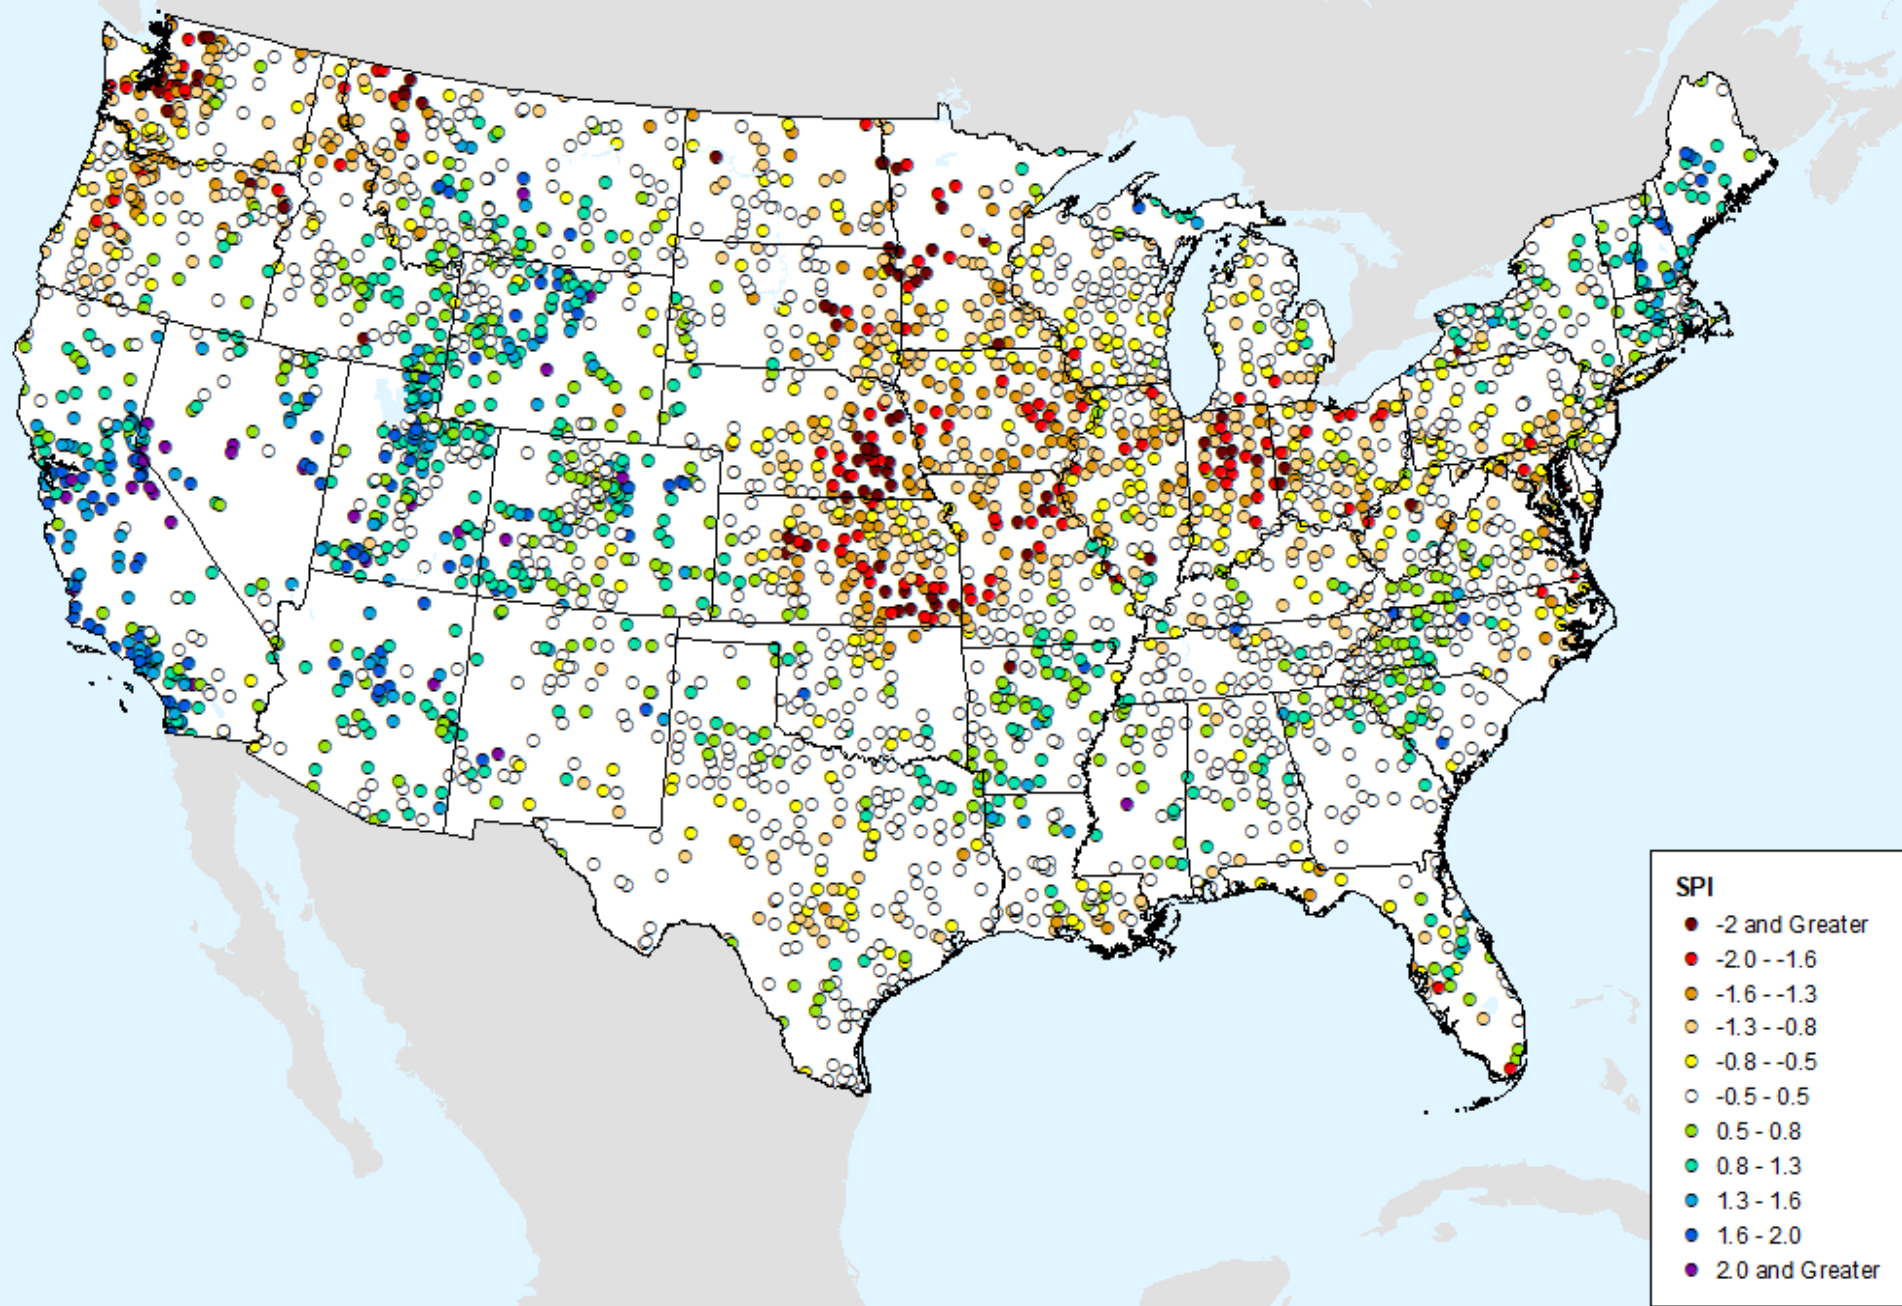 SPI
-2 and Greater
-2.0 - -1.6
-1.6 - -1.3
-1.3 - -0.8
-0.8 - -0.5
-0.5 - 0.5
0.5 - 0.8
0.8 - 1.3
1.3 - 1.6
1.6 - 2.0
2.0 and Greater